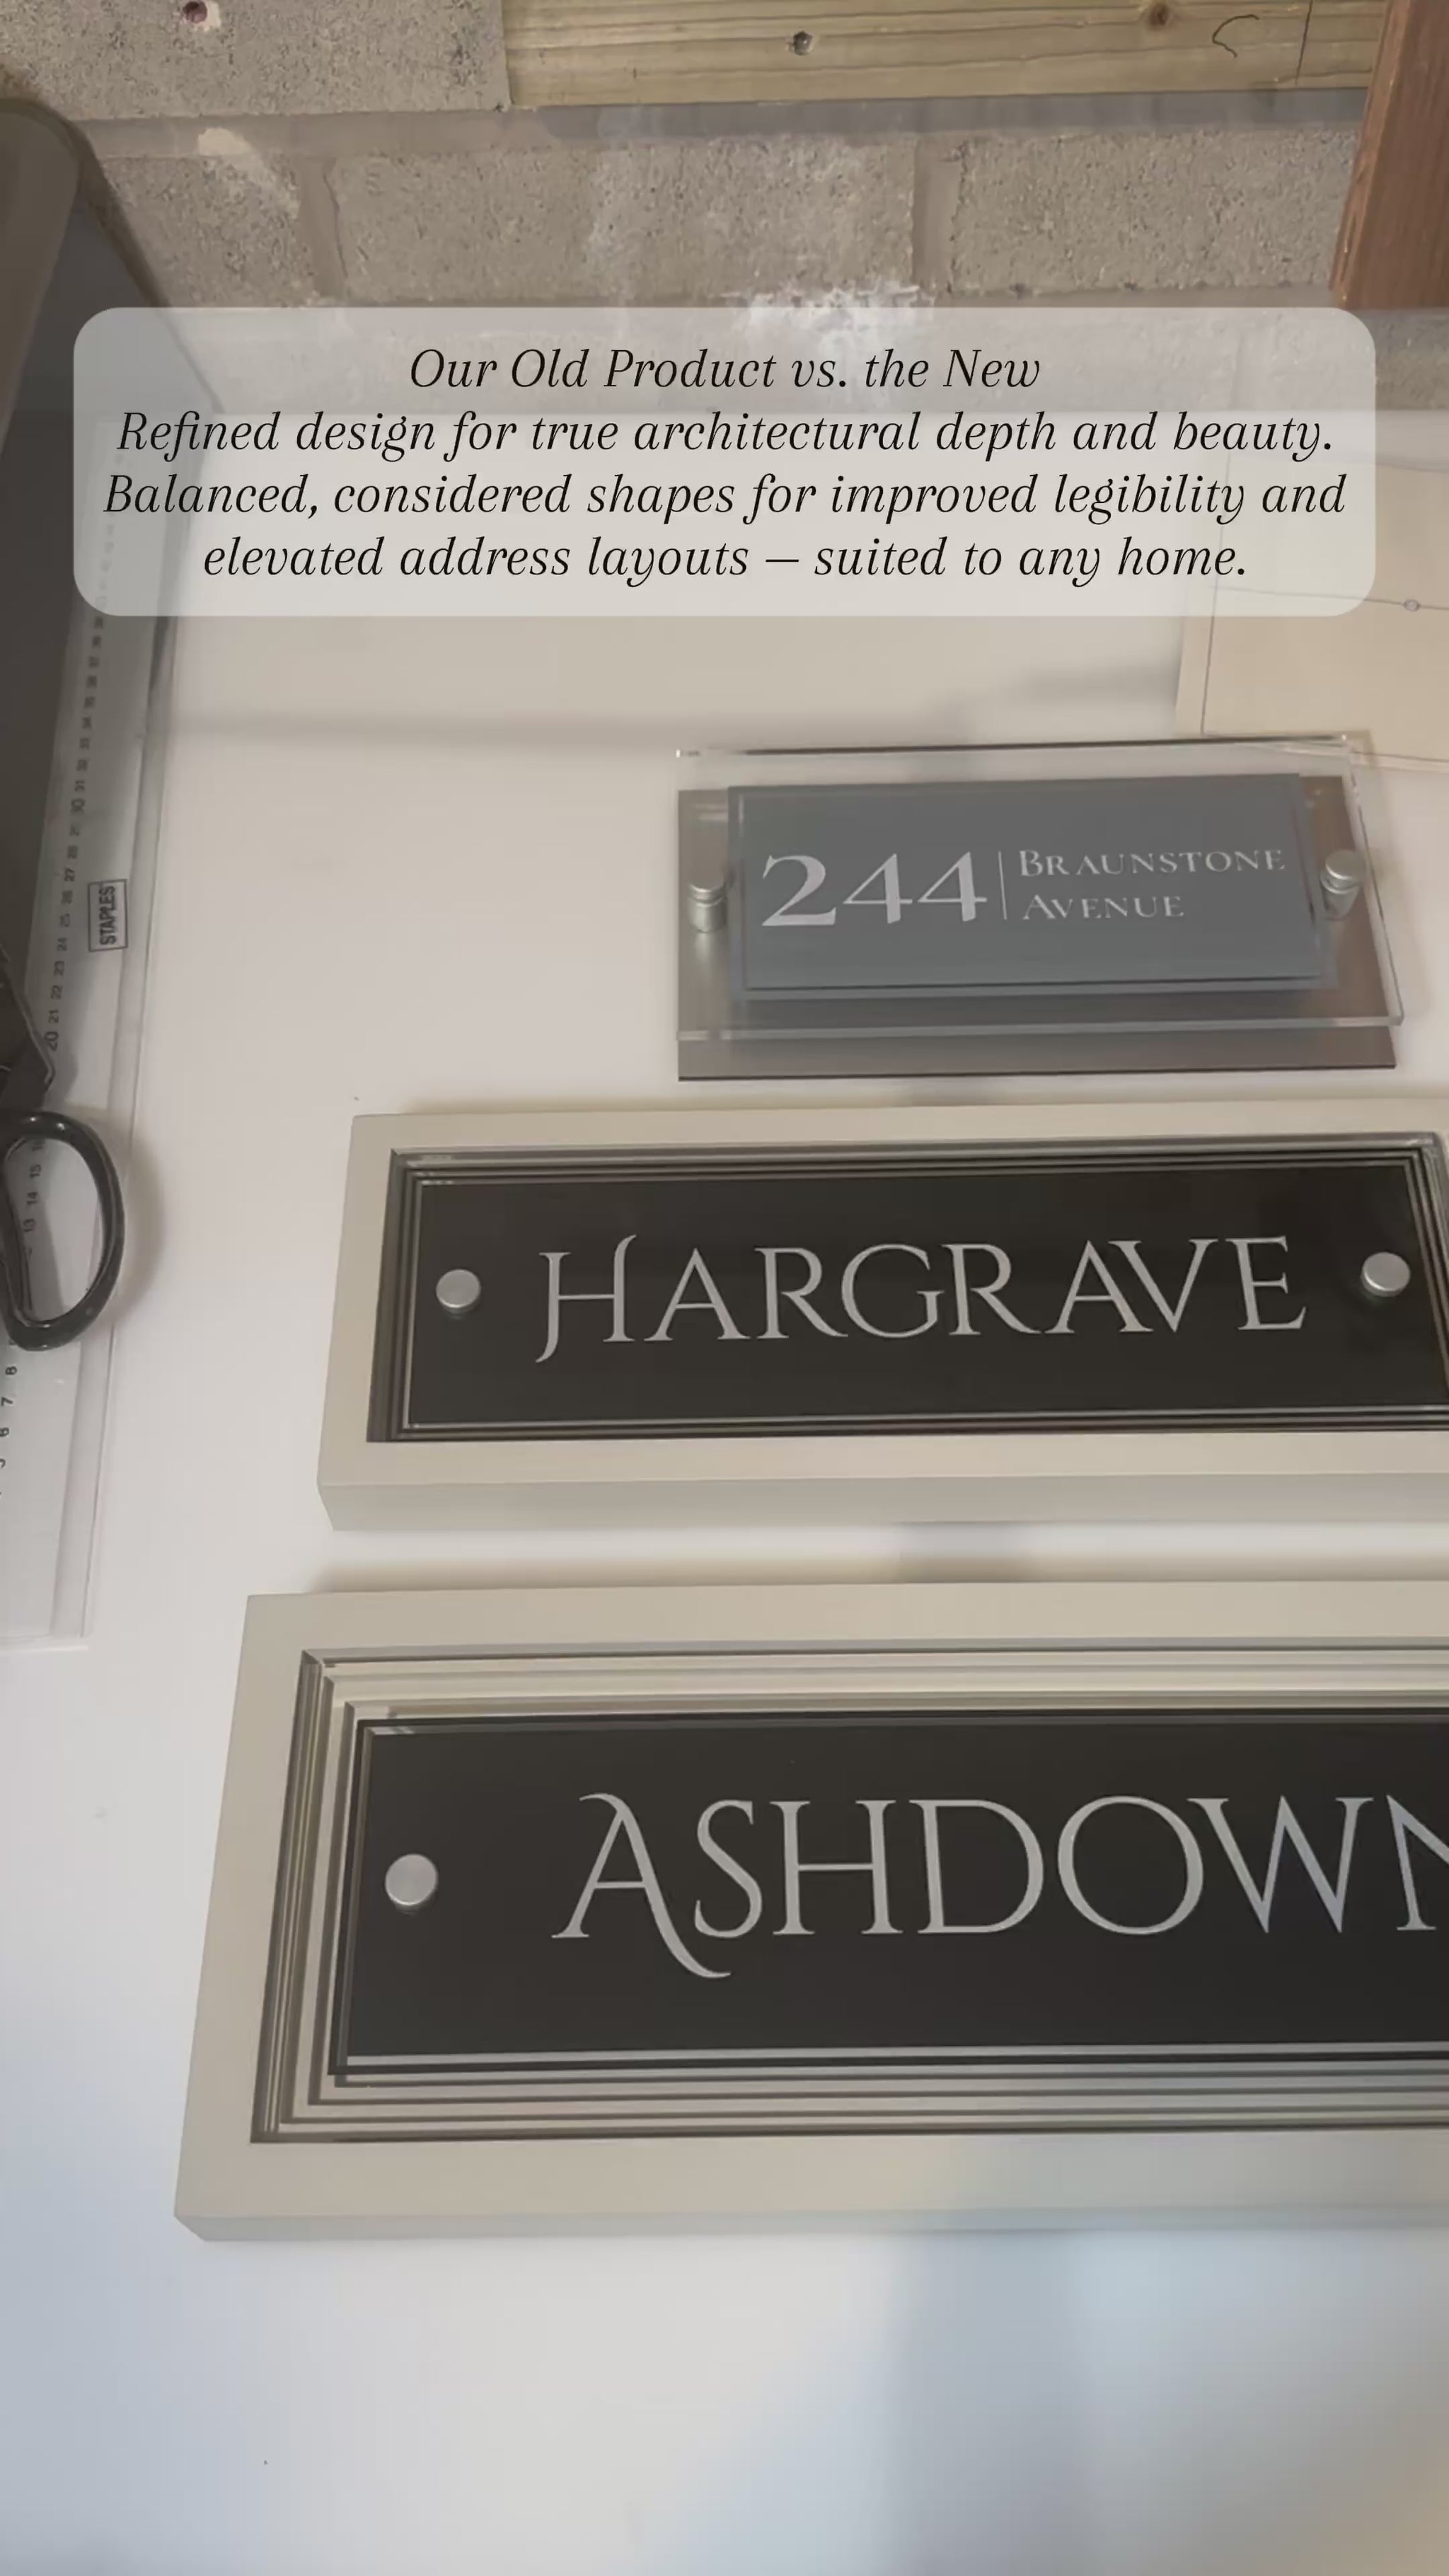 Our Old Product vs. the New
Refined design for true architectural depth and beauty.
Balanced, considered shapes for improved legibility and
elevated address layouts — suited to any home.
244 BRAUNSTONE
AVENUE
STAPLES
HARGRAVE
ASHDOWN